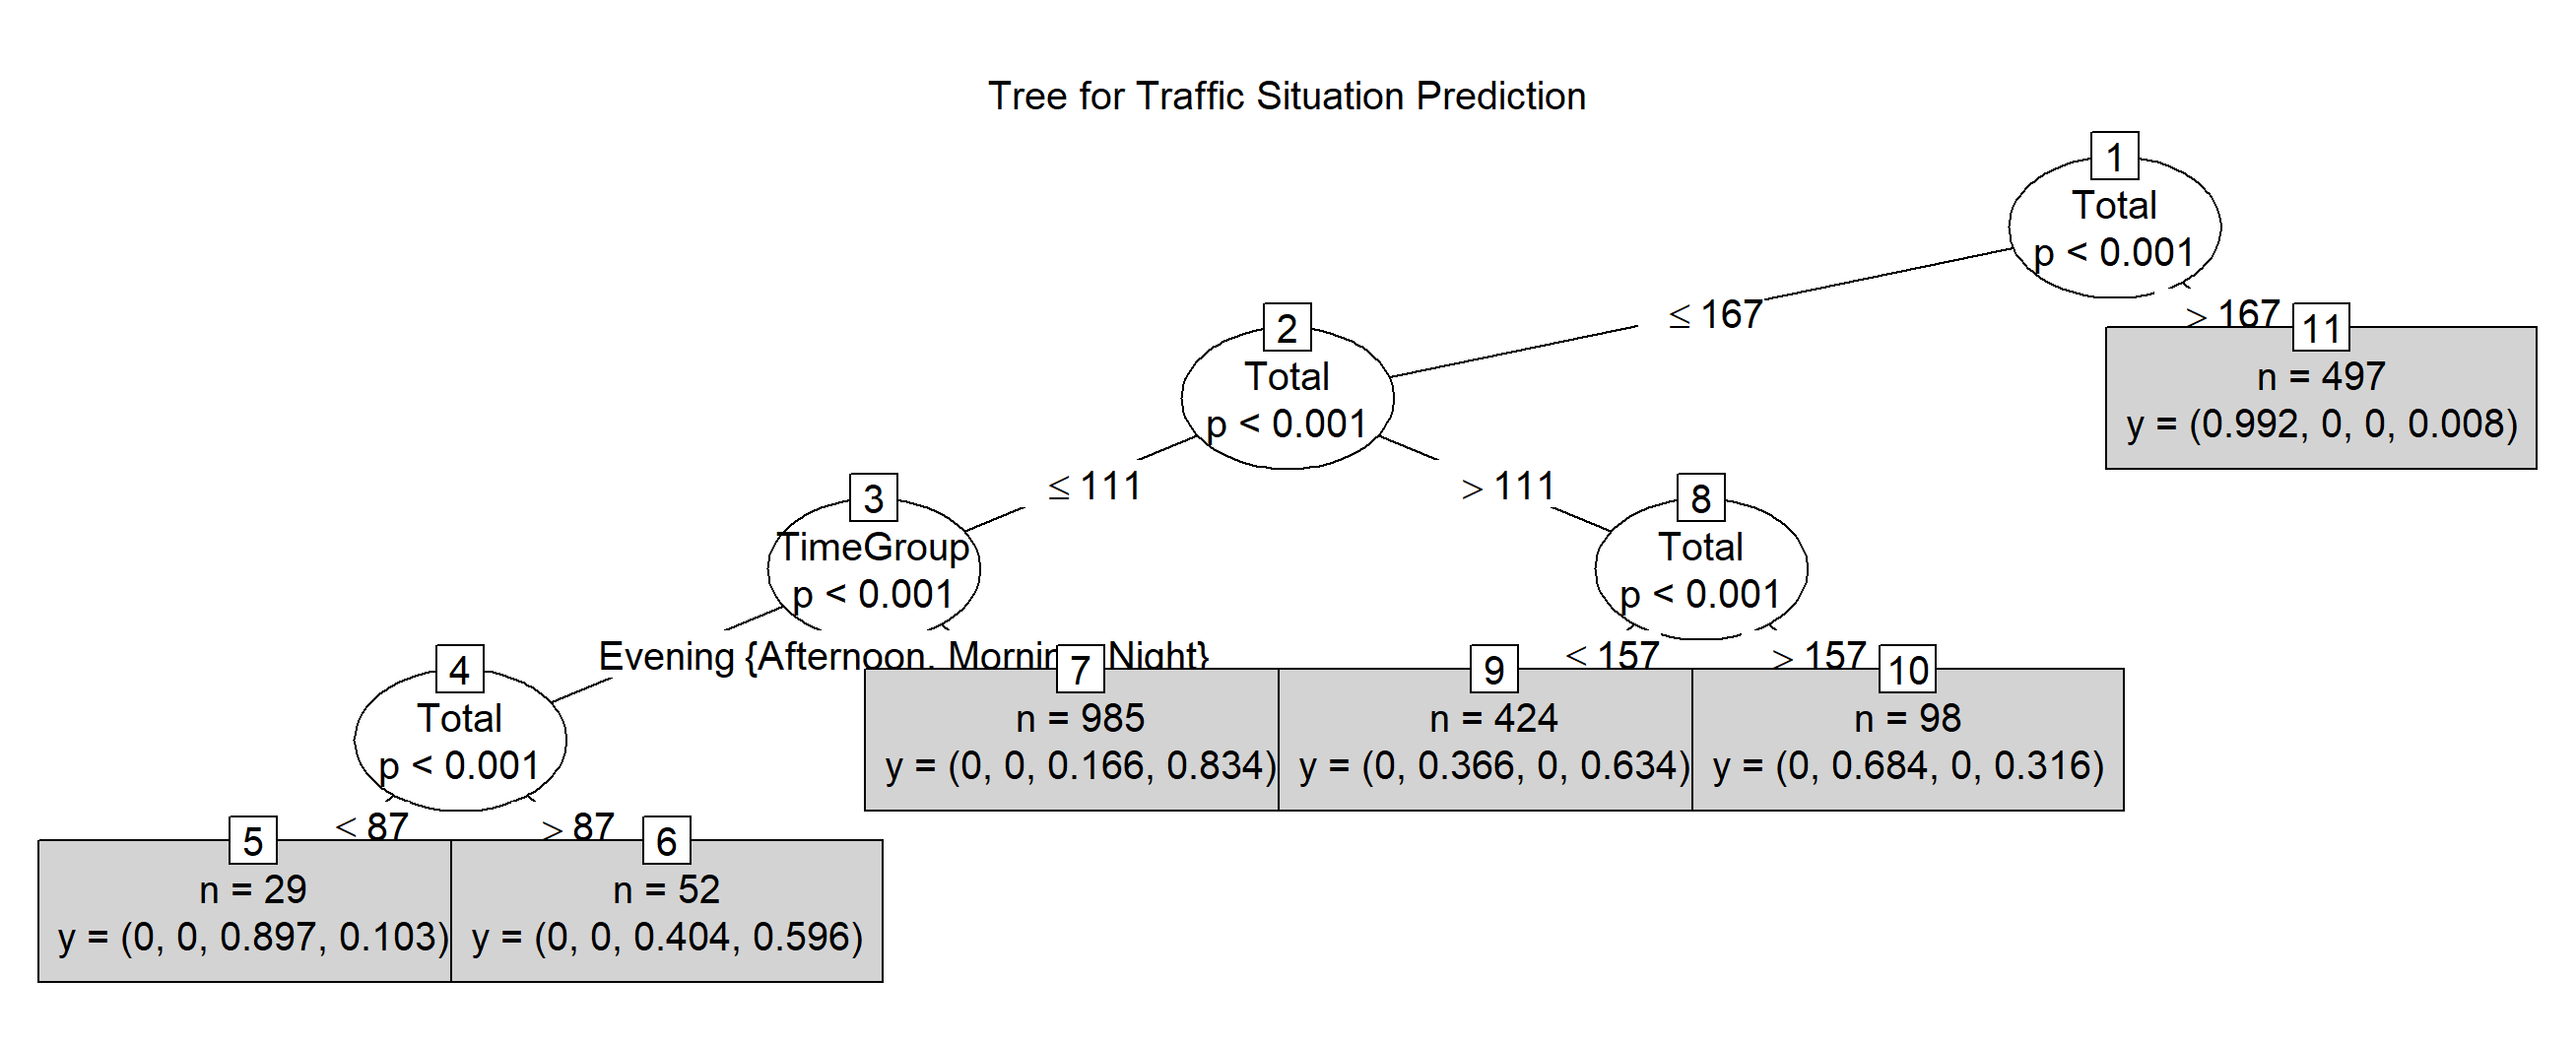 Tree for Traffic Situation Prediction
1
Total
p < 0.001
≤ 167
> 167
2
Total
p < 0.001
11
n = 497
y = (0.992, 0, 0, 0.008)
≤ 111
> 111
3
TimeGroup
p < 0.001
8
Total
p < 0.001
Evening {Afternoon, Morning, Night}
≤ 157
> 157
4
Total
p < 0.001
7
n = 985
y = (0, 0, 0.166, 0.834)
9
n = 424
y = (0, 0.366, 0, 0.634)
10
n = 98
y = (0, 0.684, 0, 0.316)
≤ 87
> 87
5
n = 29
y = (0, 0, 0.897, 0.103)
6
n = 52
y = (0, 0, 0.404, 0.596)